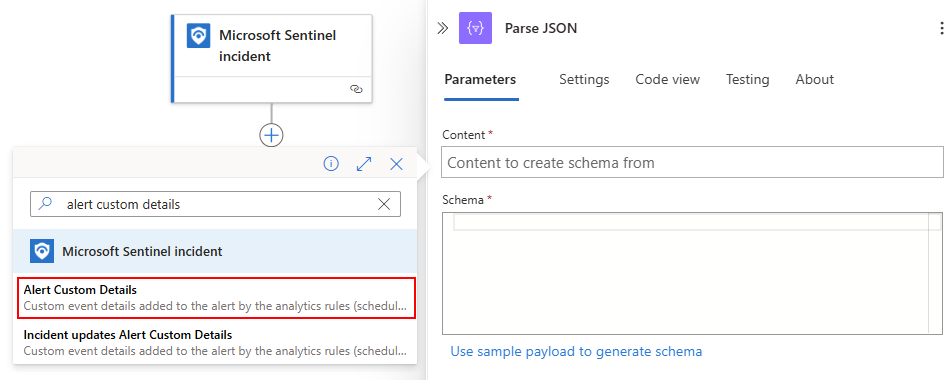 Microsoft Sentinel
incident
alert custom details
Microsoft Sentinel incident
Alert Custom Details
Custom event details added to the alert by the analytics rules (schedul...
Incident updates Alert Custom Details
Custom event details added to the alert by the analytics rules (schedul...
Parse JSON
Parameters Settings Code view Testing About
Content *
Content to create schema from
Schema *
Use sample payload to generate schema